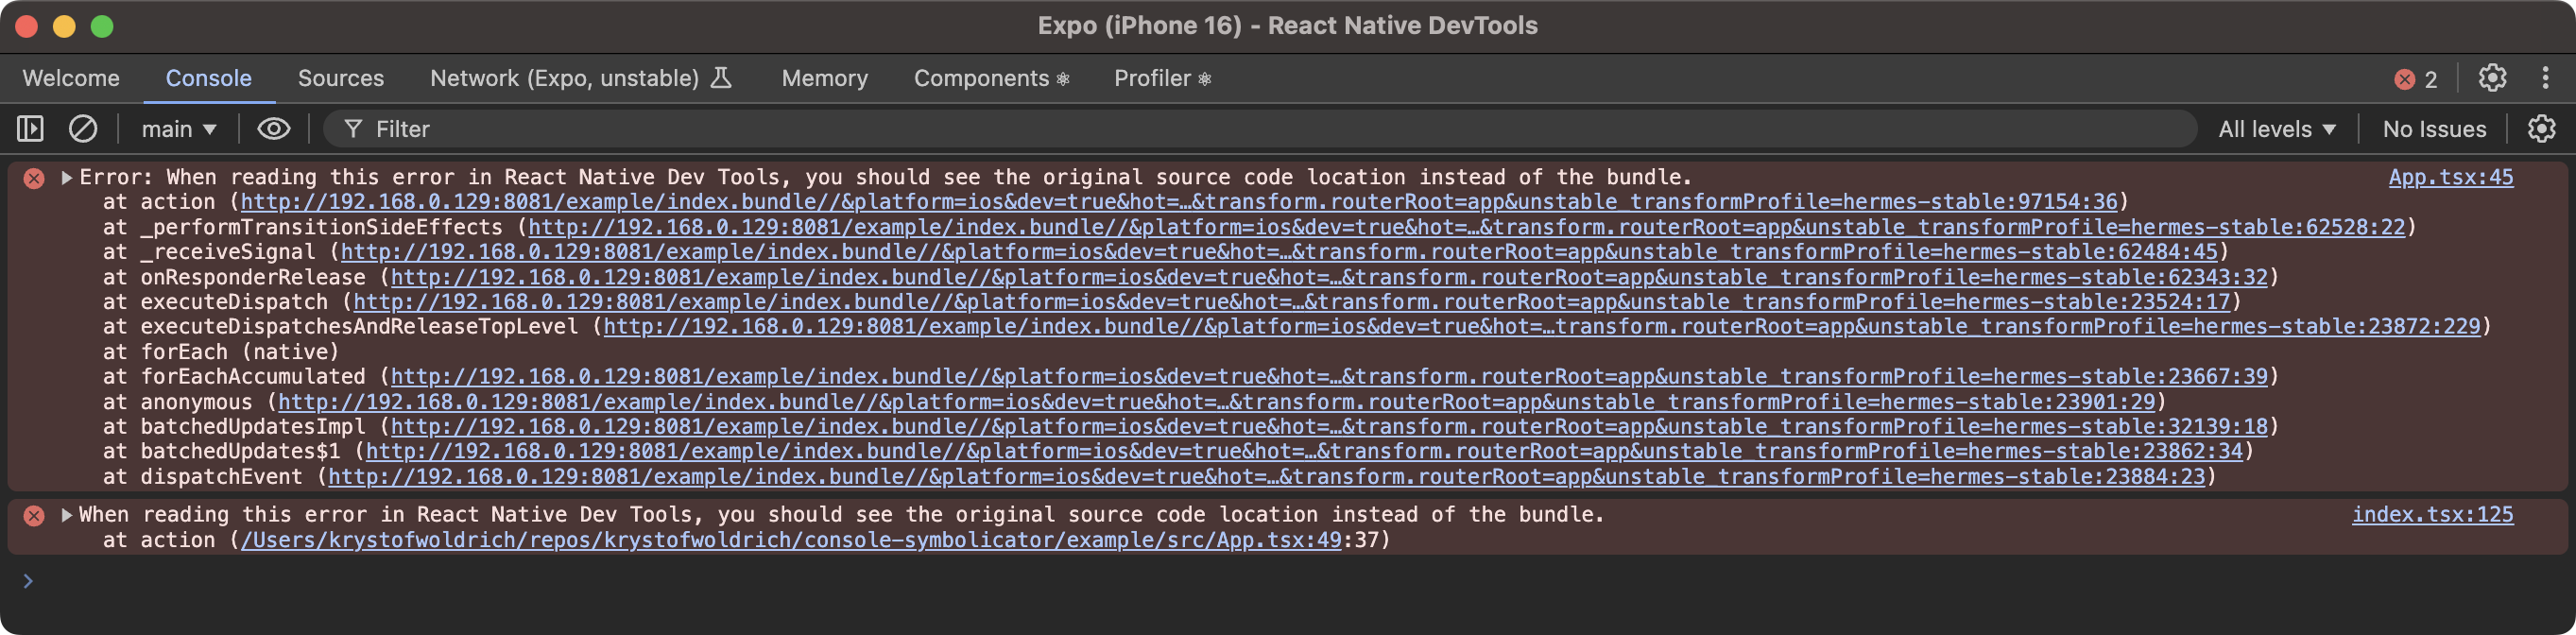 Expo (iPhone 16) - React Native DevTools
Welcome Console Sources Network (Expo, unstable) Memory Components ⚛ Profiler ⚛ 2
main ▼ Filter All levels ▼ No Issues
▶Error: When reading this error in React Native Dev Tools, you should see the original source code location instead of the bundle. App.tsx:45
at action (http://192.168.0.129:8081/example/index.bundle//&platform=ios&dev=true&hot=…&transform.routerRoot=app&unstable_transformProfile=hermes-stable:97154:36)
at _performTransitionSideEffects (http://192.168.0.129:8081/example/index.bundle//&platform=ios&dev=true&hot=…&transform.routerRoot=app&unstable_transformProfile=hermes-stable:62528:22)
at _receiveSignal (http://192.168.0.129:8081/example/index.bundle//&platform=ios&dev=true&hot=…&transform.routerRoot=app&unstable_transformProfile=hermes-stable:62484:45)
at onResponderRelease (http://192.168.0.129:8081/example/index.bundle//&platform=ios&dev=true&hot=…&transform.routerRoot=app&unstable_transformProfile=hermes-stable:62343:32)
at executeDispatch (http://192.168.0.129:8081/example/index.bundle//&platform=ios&dev=true&hot=…&transform.routerRoot=app&unstable_transformProfile=hermes-stable:23524:17)
at executeDispatchesAndReleaseTopLevel (http://192.168.0.129:8081/example/index.bundle//&platform=ios&dev=true&hot=…transform.routerRoot=app&unstable_transformProfile=hermes-stable:23872:229)
at forEach (native)
at forEachAccumulated (http://192.168.0.129:8081/example/index.bundle//&platform=ios&dev=true&hot=…&transform.routerRoot=app&unstable_transformProfile=hermes-stable:23667:39)
at anonymous (http://192.168.0.129:8081/example/index.bundle//&platform=ios&dev=true&hot=…&transform.routerRoot=app&unstable_transformProfile=hermes-stable:23901:29)
at batchedUpdatesImpl (http://192.168.0.129:8081/example/index.bundle//&platform=ios&dev=true&hot=…&transform.routerRoot=app&unstable_transformProfile=hermes-stable:32139:18)
at batchedUpdates$1 (http://192.168.0.129:8081/example/index.bundle//&platform=ios&dev=true&hot=…&transform.routerRoot=app&unstable_transformProfile=hermes-stable:23862:34)
at dispatchEvent (http://192.168.0.129:8081/example/index.bundle//&platform=ios&dev=true&hot=…&transform.routerRoot=app&unstable_transformProfile=hermes-stable:23884:23)
▶When reading this error in React Native Dev Tools, you should see the original source code location instead of the bundle. index.tsx:125
at action (/Users/krystofwoldrich/repos/krystofwoldrich/console-symbolicator/example/src/App.tsx:49:37)